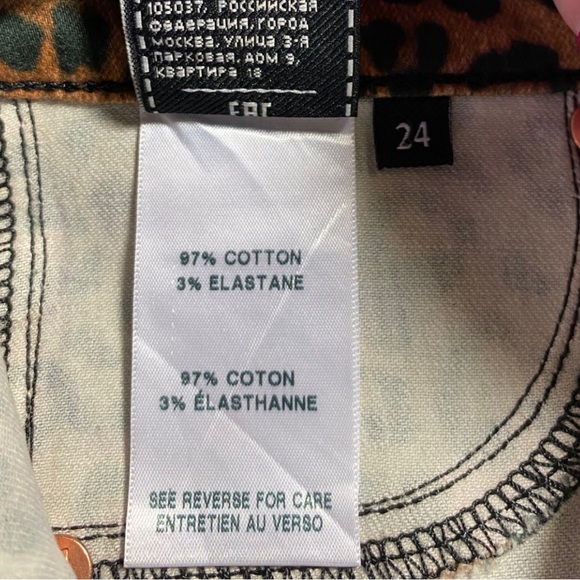 105037, РОССИЙСКАЯ
ФЕДЕРАЦИЯ, ГОРОД
МОСКВА, УЛИЦА 3-Я
ПАРКОВАЯ, ДОМ 9,
КВАРТИРА 18
EAC
24
97% COTTON
3% ELASTANE
97% COTON
3% ÉLASTHANNE
SEE REVERSE FOR CARE
ENTRETIEN AU VERSO